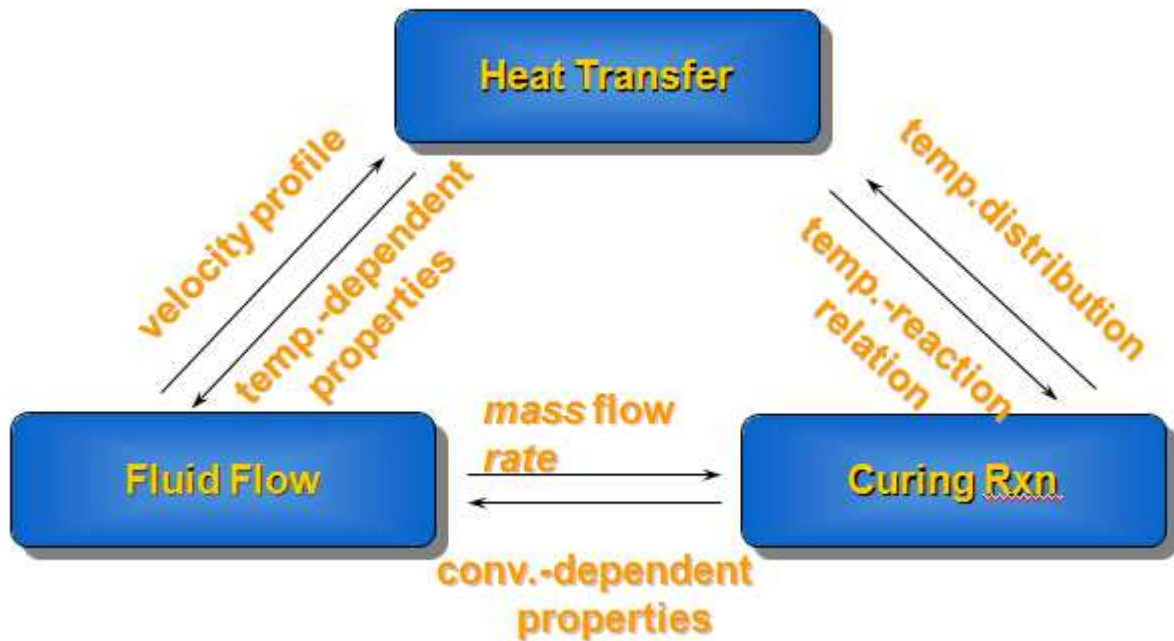 Heat Transfer
velocity profile
temp.-dependent
properties
temp.distribution
temp.-reaction
relation
mass flow
rate
Fluid Flow
Curing Rxn
conv.-dependent
properties